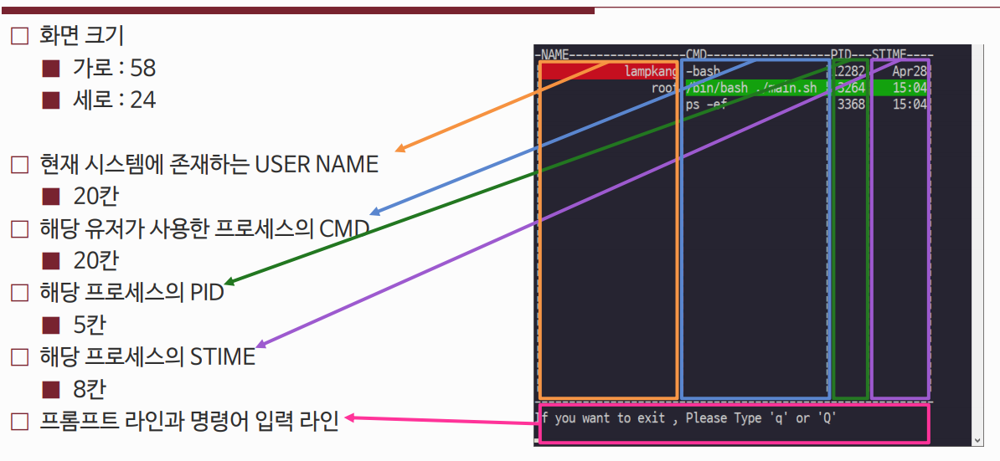 화면 크기
가로 : 58
세로 : 24
현재 시스템에 존재하는 USER NAME
20칸
해당 유저가 사용한 프로세스의 CMD
20칸
해당 프로세스의 PID
5칸
해당 프로세스의 STIME
8칸
프롬프트 라인과 명령어 입력 라인
-NAME-----------------CMD------------------PID---STIME----
lampkang -bash 12282 Apr28
root /bin/bash ./main.sh 3264 15:04
ps -ef 3368 15:04
If you want to exit , Please Type 'q' or 'Q'